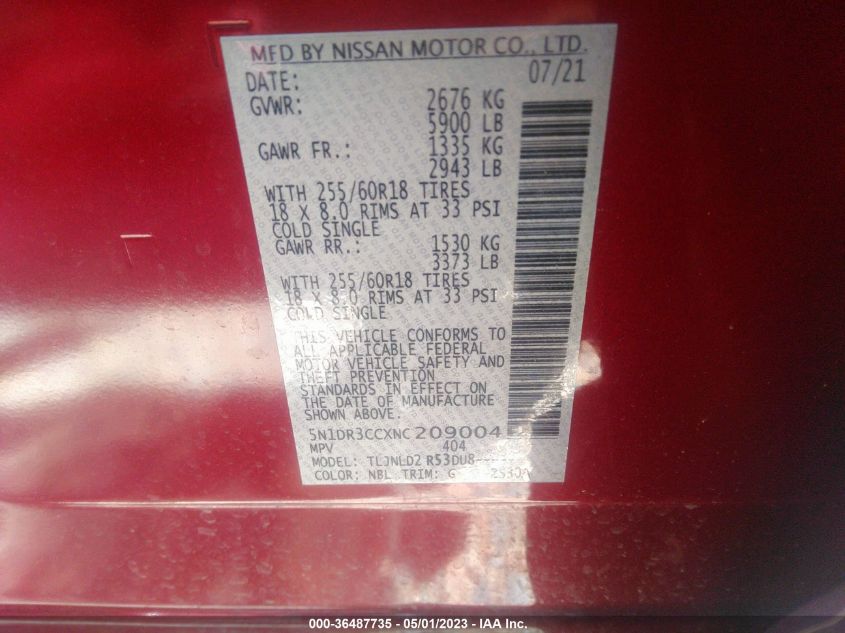 MFD BY NISSAN MOTOR CO., LTD.
DATE: 07/21
GVWR: 2676 KG
5900 LB
GAWR FR.: 1335 KG
2943 LB
WITH 255/60R18 TIRES
18 X 8.0 RIMS AT 33 PSI
COLD SINGLE
GAWR RR.: 1530 KG
3373 LB
WITH 255/60R18 TIRES
18 X 8.0 RIMS AT 33 PSI
COLD SINGLE
THIS VEHICLE CONFORMS TO
ALL APPLICABLE FEDERAL
MOTOR VEHICLE SAFETY AND
THEFT PREVENTION
STANDARDS IN EFFECT ON
THE DATE OF MANUFACTURE
SHOWN ABOVE.
5N1DR3CCXNC209004
MPV 404
MODEL: TLJNLD2 R53DU8-
COLOR: NBL TRIM: G
000-36487735 - 05/01/2023 - IAA Inc.